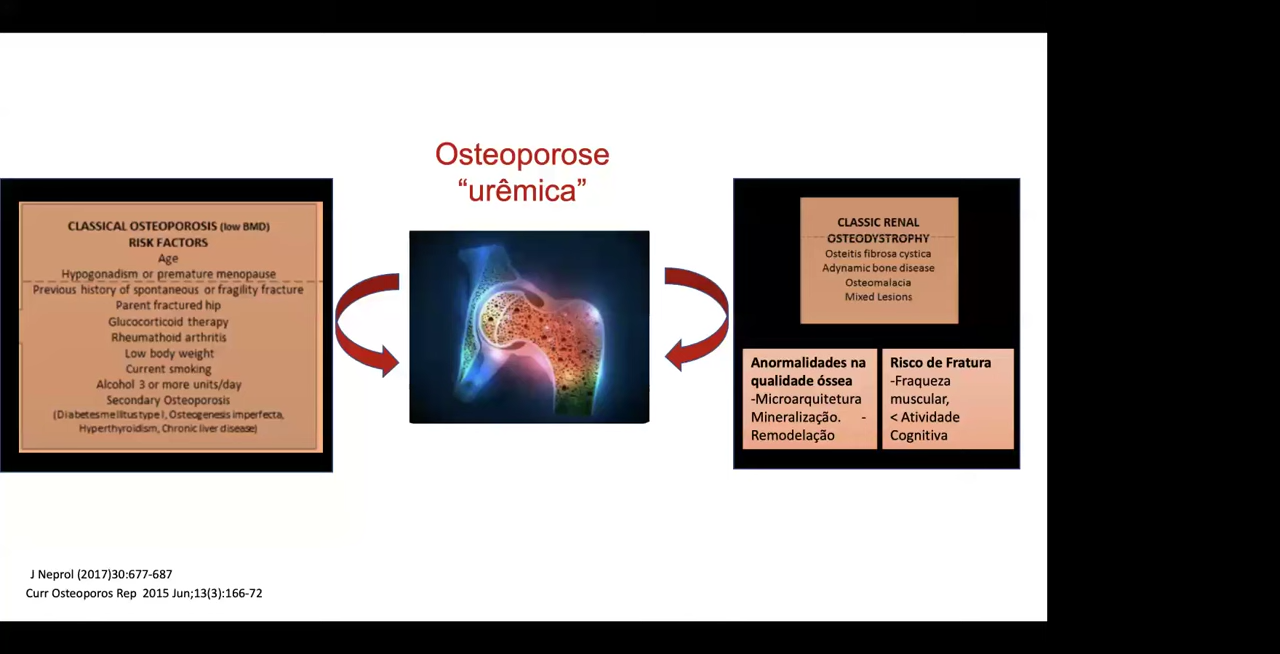 Osteoporose
“urêmica”
CLASSICAL OSTEOPOROSIS (low BMD)
RISK FACTORS
Age
Hypogonadism or premature menopause
Previous history of spontaneous or fragility fracture
Parent fractured hip
Glucocorticoid therapy
Rheumathoid arthritis
Low body weight
Current smoking
Alcohol 3 or more units/day
Secondary Osteoporosis
(Diabetesmellitus type I, Osteogenesis imperfecta,
Hyperthyroidism, Chronic liver disease)
CLASSIC RENAL
OSTEODYSTROPHY
Osteitis fibrosa cystica
Adynamic bone disease
Osteomalacia
Mixed Lesions
Anormalidades na
qualidade óssea
-Microarquitetura
Mineralização. -
Remodelação
Risco de Fratura
-Fraqueza
muscular,
< Atividade
Cognitiva
J Neprol (2017)30:677-687
Curr Osteoporos Rep 2015 Jun;13(3):166-72